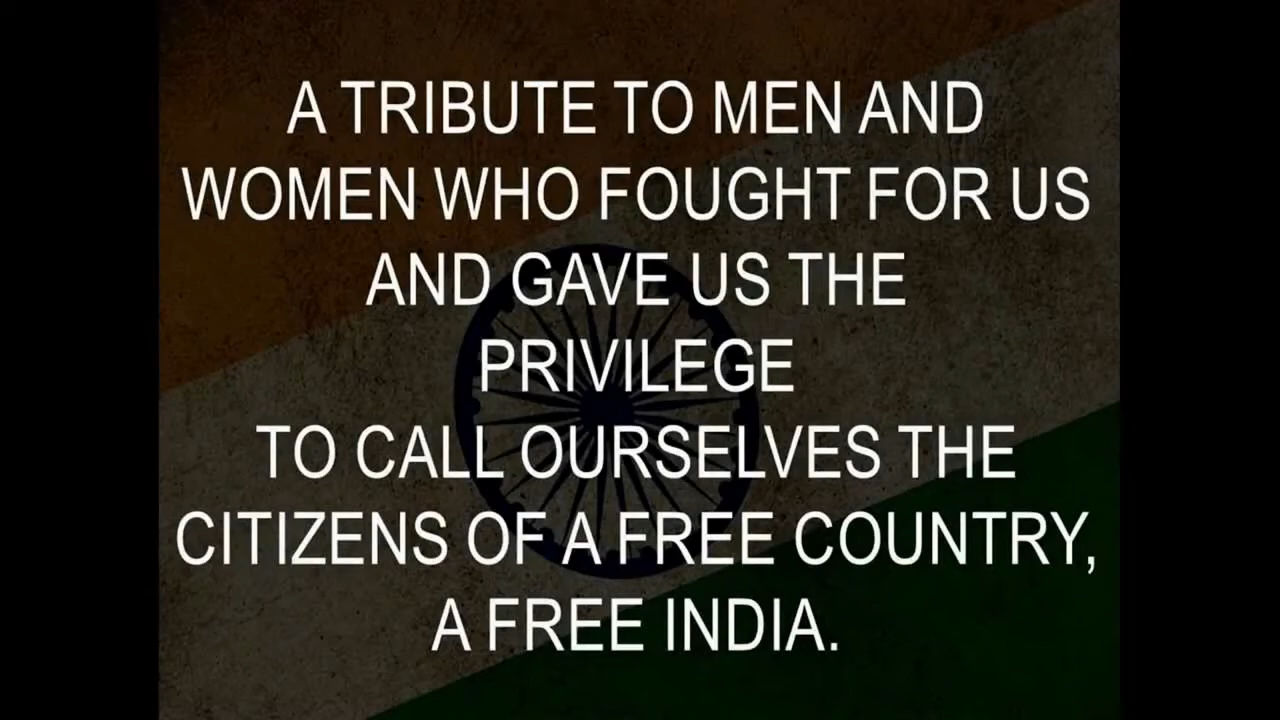 A TRIBUTE TO MEN AND
WOMEN WHO FOUGHT FOR US
AND GAVE US THE
PRIVILEGE
TO CALL OURSELVES THE
CITIZENS OF A FREE COUNTRY,
A FREE INDIA.